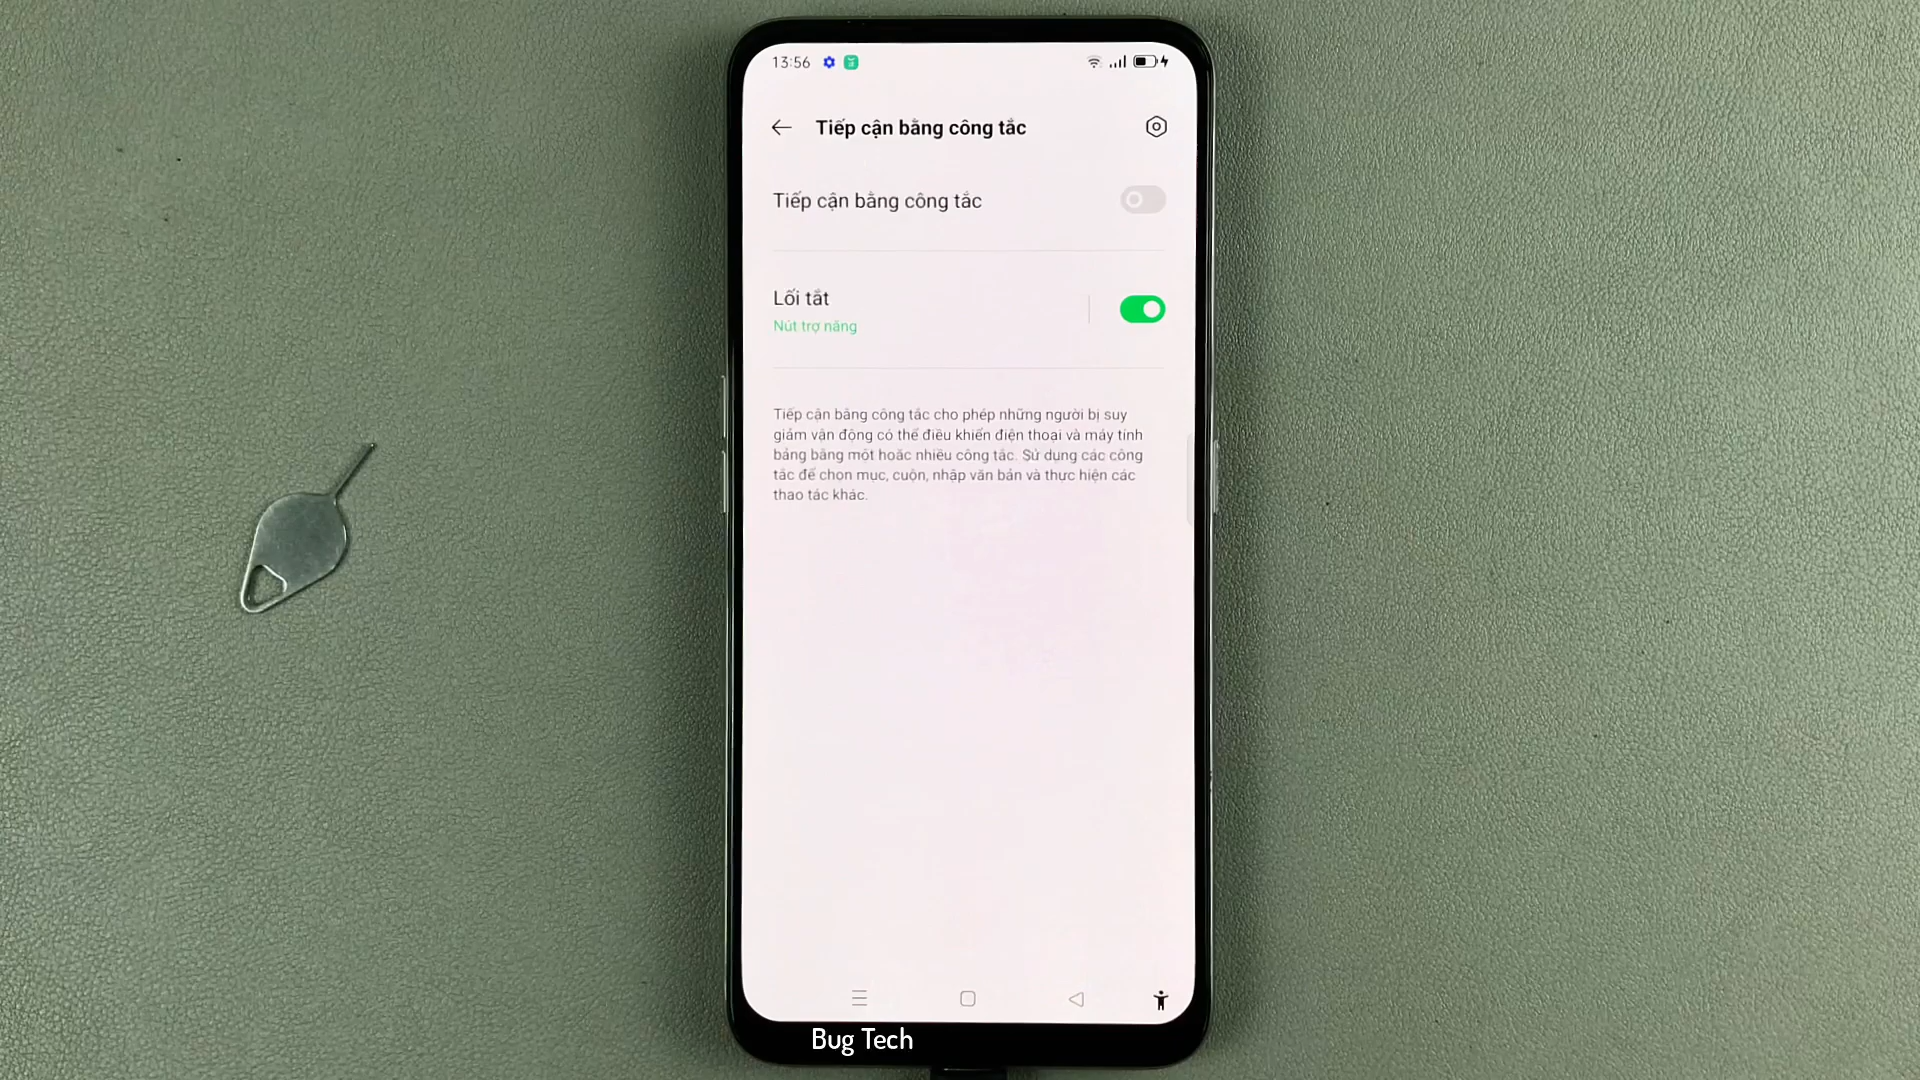 13:56
Tiếp cận bằng công tắc
Tiếp cận bằng công tắc
Lối tắt
Nút trợ năng
Tiếp cận bằng công tắc cho phép những người bị suy
giảm vận động có thể điều khiển điện thoại và máy tính
bảng bằng một hoặc nhiều công tắc. Sử dụng các công
tắc để chọn mục, cuộn, nhập văn bản và thực hiện các
thao tác khác.
Bug Tech